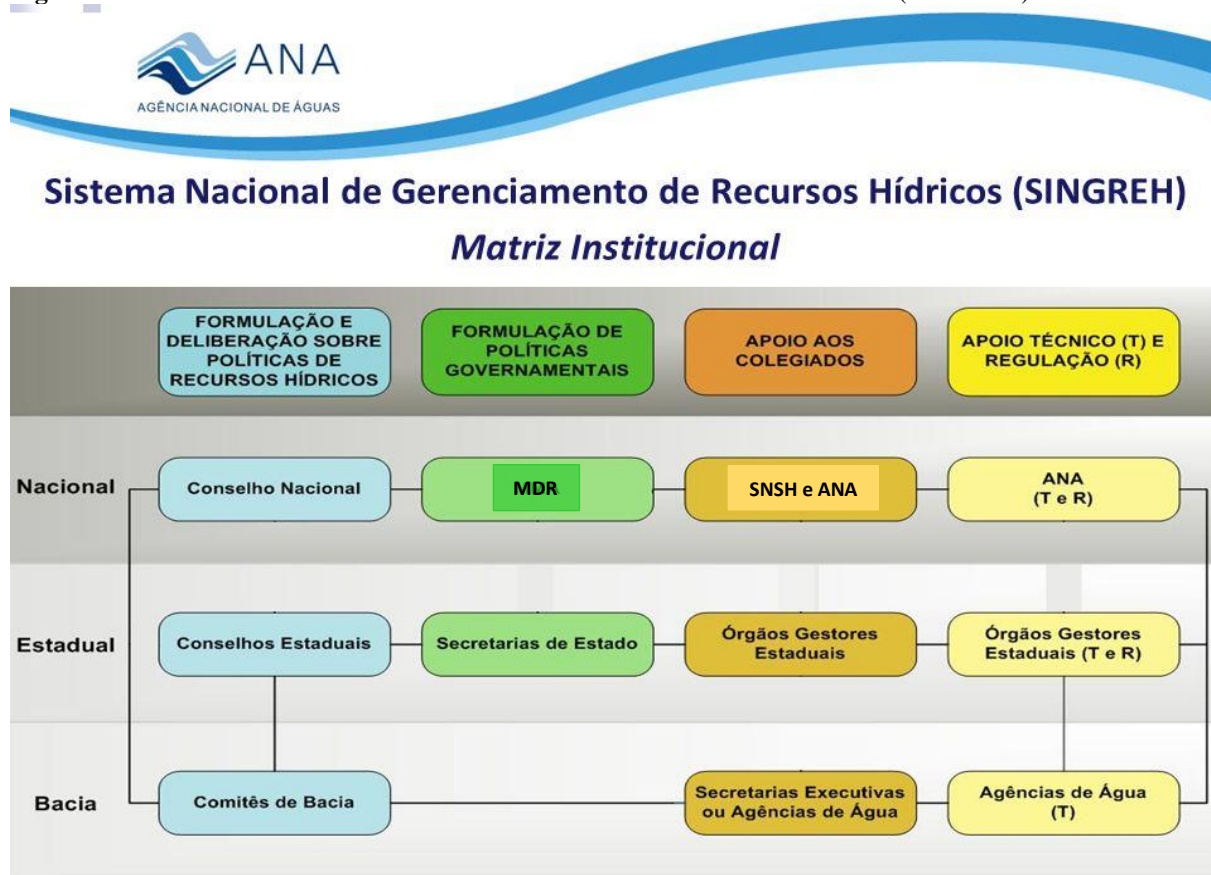 ANA
AGÊNCIA NACIONAL DE ÁGUAS
Sistema Nacional de Gerenciamento de Recursos Hídricos (SINGREH)
Matriz Institucional
FORMULAÇÃO E
DELIBERAÇÃO SOBRE
POLÍTICAS DE
RECURSOS HÍDRICOS
FORMULAÇÃO DE
POLÍTICAS
GOVERNAMENTAIS
APOIO AOS
COLEGIADOS
APOIO TÉCNICO (T) E
REGULAÇÃO (R)
Nacional
Conselho Nacional
MDR
SNSH e ANA
ANA
(T e R)
Estadual
Conselhos Estaduais
Secretarias de Estado
Órgãos Gestores
Estaduais
Órgãos Gestores
Estaduais (T e R)
Bacia
Comitês de Bacia
Secretarias Executivas
ou Agências de Água
Agências de Água
(T)